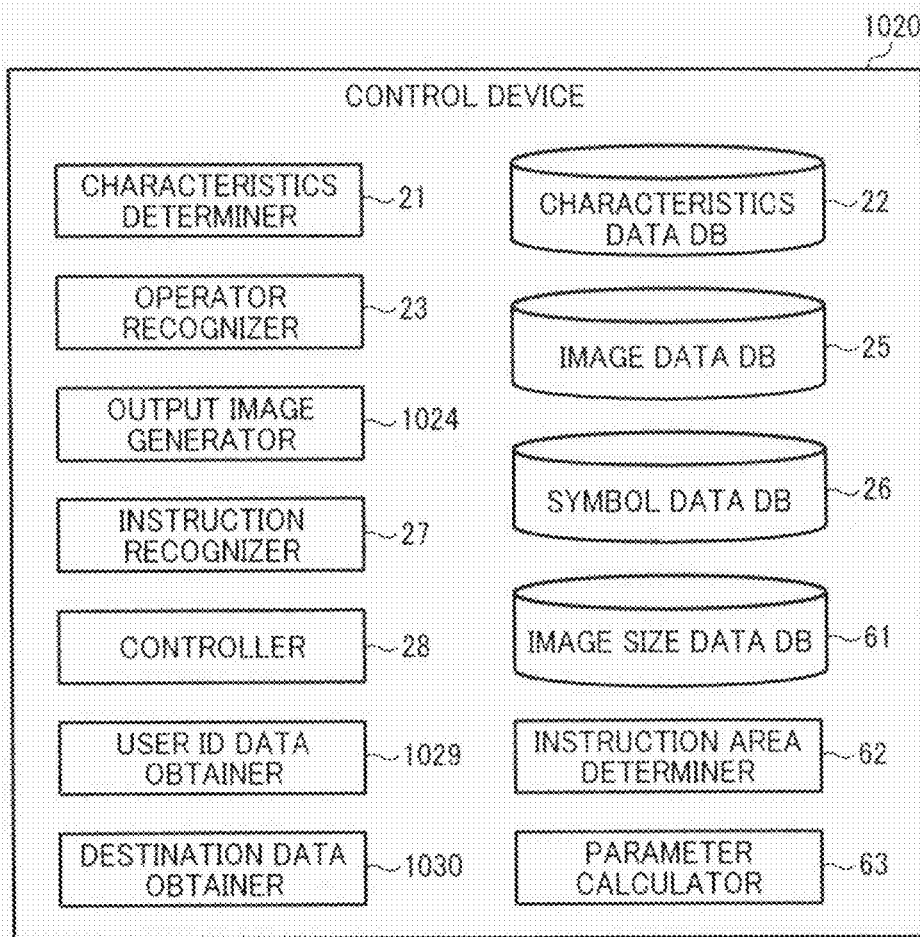 1020
CONTROL DEVICE
CHARACTERISTICS
DETERMINER
21
OPERATOR
RECOGNIZER
23
OUTPUT IMAGE
GENERATOR
1024
INSTRUCTION
RECOGNIZER
27
CONTROLLER
28
USER ID DATA
OBTAINER
1029
DESTINATION DATA
OBTAINER
1030
CHARACTERISTICS
DATA DB
22
IMAGE DATA DB
25
SYMBOL DATA DB
26
IMAGE SIZE DATA DB
61
INSTRUCTION AREA
DETERMINER
62
PARAMETER
CALCULATOR
63